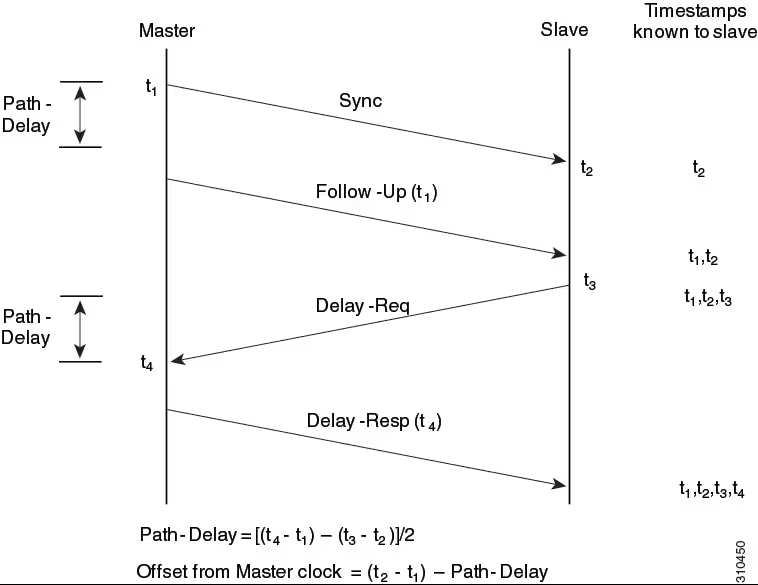 Timestamps
Master Slave known to slave
t1
Path -
Delay
Sync
t2 t2
Follow -Up (t1)
t1,t2
t3
t1,t2,t3
Delay -Req
Path -
Delay
t4
Delay -Resp (t4)
t1,t2,t3,t4
Path- Delay = [(t4 - t1) – (t3 - t2)]/2
Offset from Master clock = (t2 - t1) – Path- Delay
310450